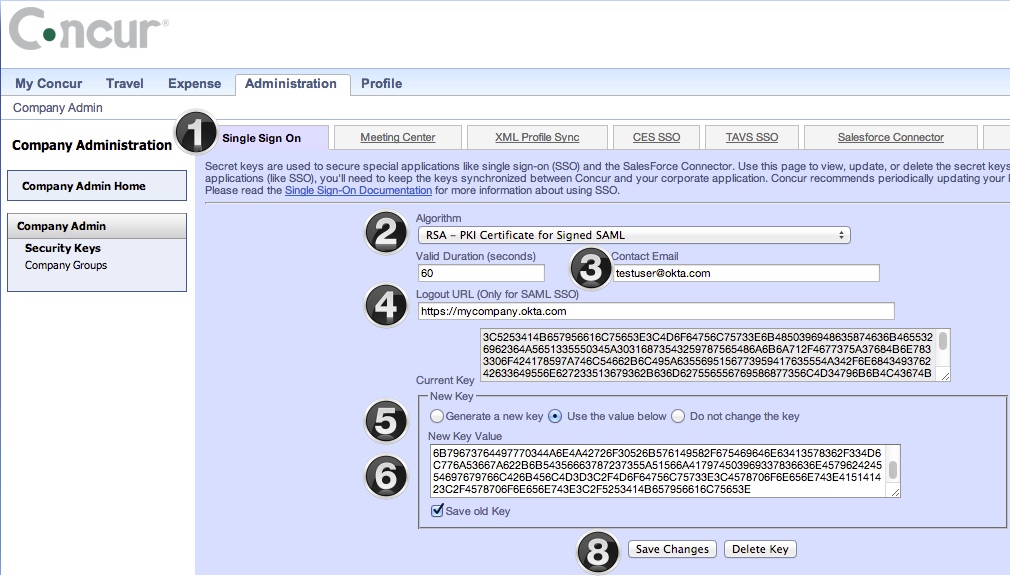 Concur®
My Concur Travel Expense Administration Profile
Company Admin
1 Single Sign On Meeting Center XML Profile Sync CES SSO TAVS SSO Salesforce Connector
Company Administration
Company Admin Home
Company Admin
Security Keys
Company Groups
Secret keys are used to secure special applications like single sign-on (SSO) and the SalesForce Connector. Use this page to view, update, or delete the secret keys
applications (like SSO), you'll need to keep the keys synchronized between Concur and your corporate application. Concur recommends periodically updating your
Please read the Single Sign-On Documentation for more information about using SSO.
2 Algorithm
RSA - PKI Certificate for Signed SAML
Valid Duration (seconds) 3 Contact Email
60 testuser@okta.com
4 Logout URL (Only for SAML SSO)
https://mycompany.okta.com
3C5253414B657956616C75653E3C4D6F64756C75733E6B4850396948635874636B465532
Current Key
New Key
5 Generate a new key Use the value below Do not change the key
New Key Value
6
23C2F4578706F6E656E743E3C2F5253414B657956616C75653E
Save old Key
8 Save Changes Delete Key